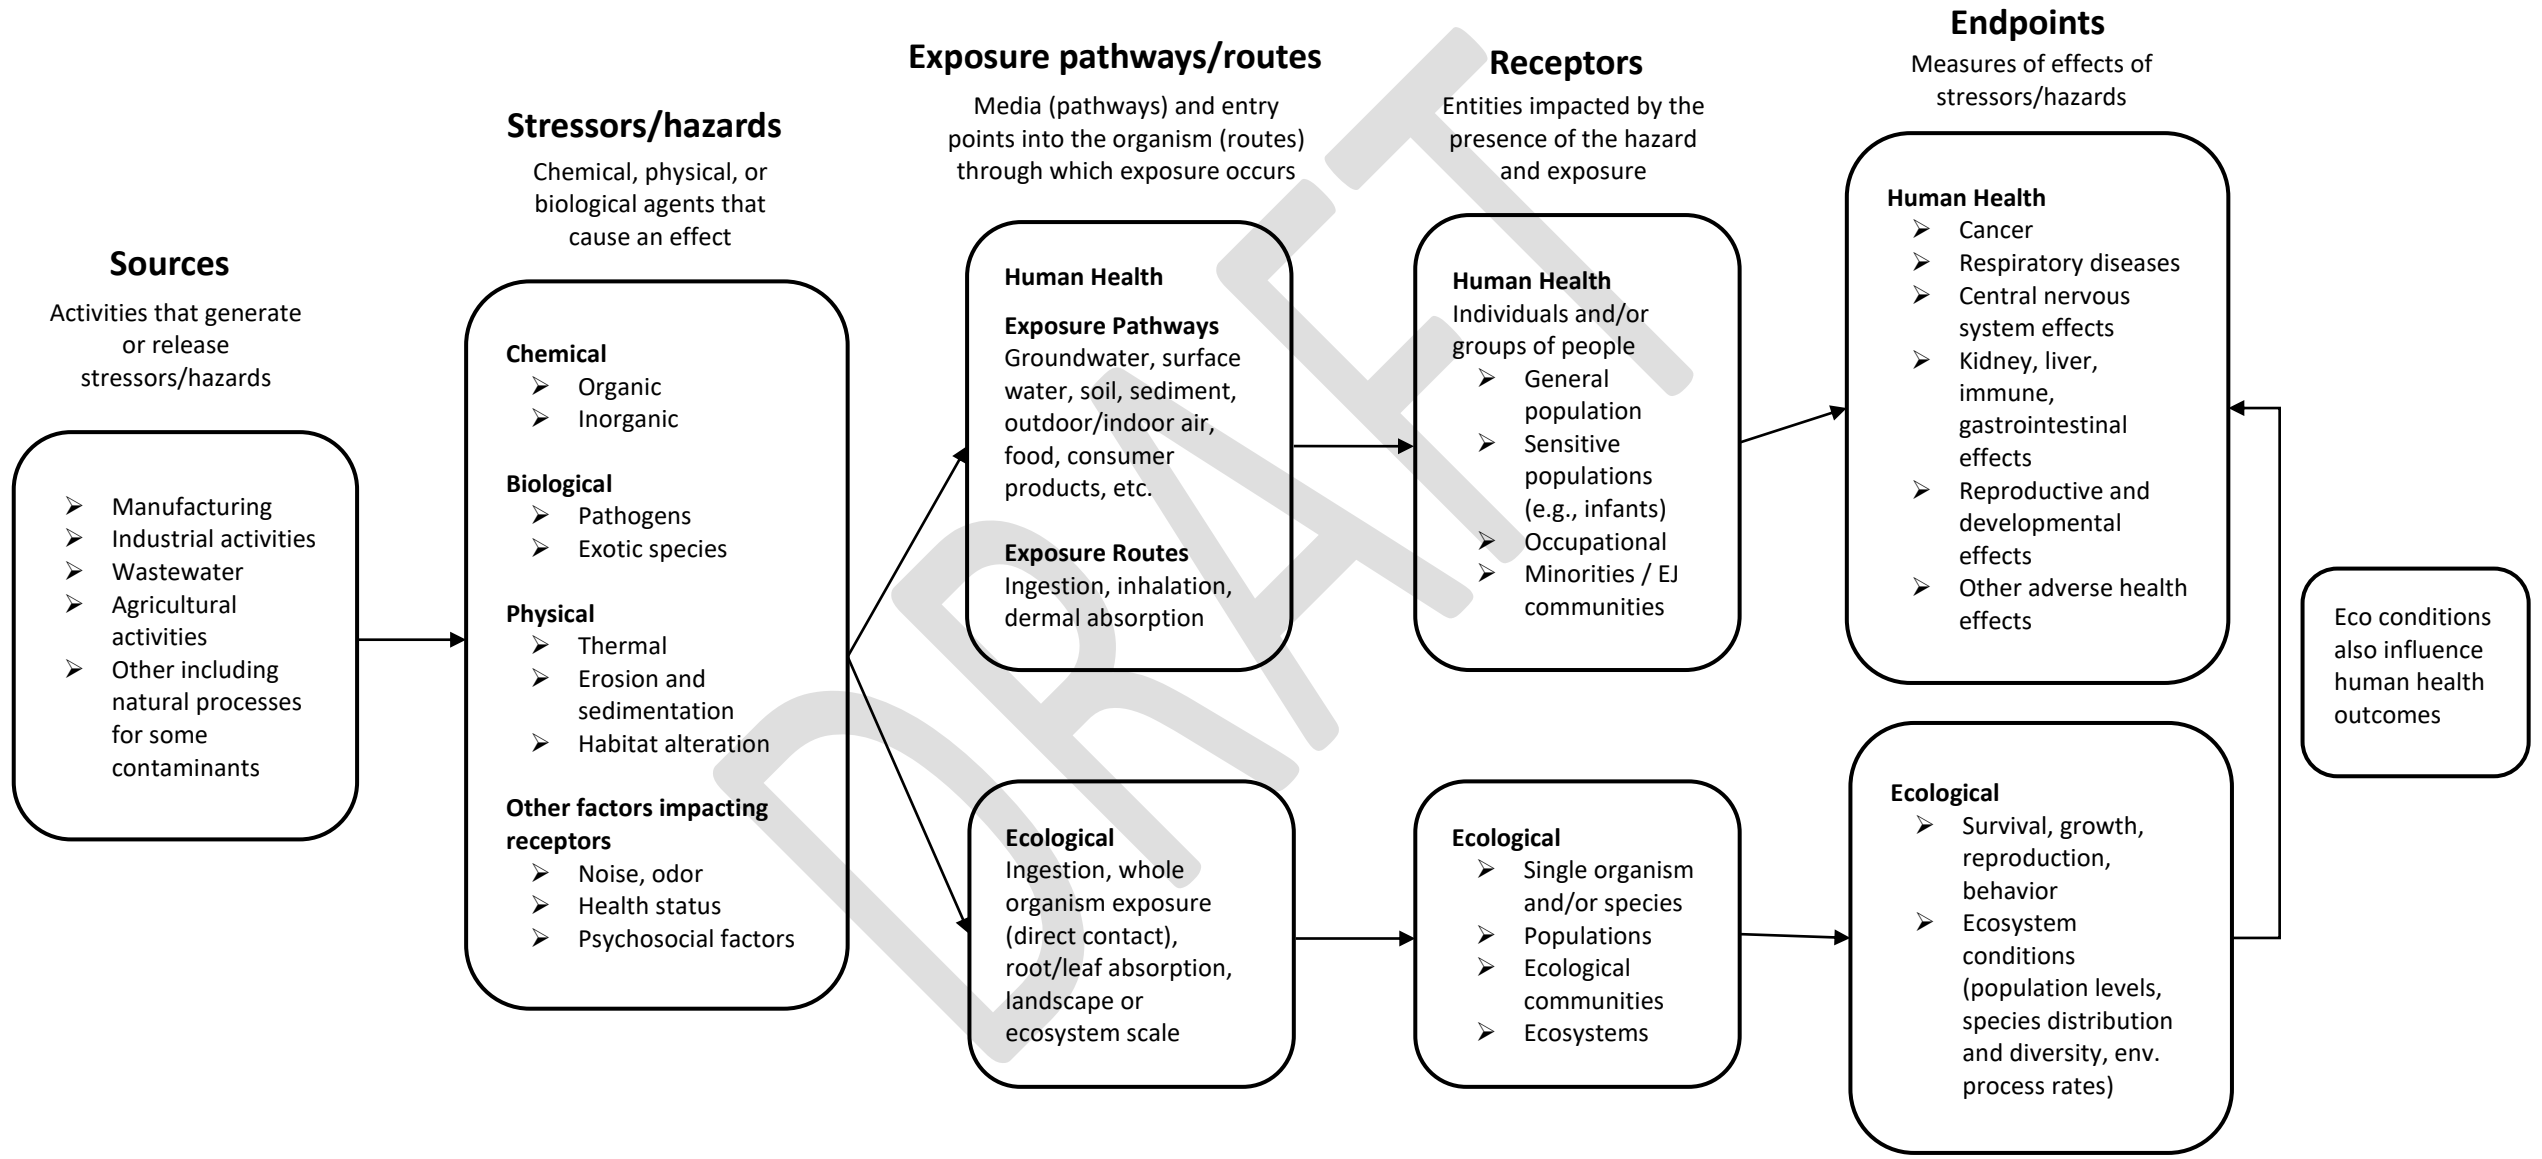 Sources
Activities that generate
or release
stressors/hazards
➢ Manufacturing
➢ Industrial activities
➢ Wastewater
➢ Agricultural
activities
➢ Other including
natural processes
for some
contaminants
Stressors/hazards
Chemical, physical, or
biological agents that
cause an effect
Chemical
➢ Organic
➢ Inorganic
Biological
➢ Pathogens
➢ Exotic species
Physical
➢ Thermal
➢ Erosion and
sedimentation
➢ Habitat alteration
Other factors impacting
receptors
➢ Noise, odor
➢ Health status
➢ Psychosocial factors
Exposure pathways/routes
Media (pathways) and entry
points into the organism (routes)
through which exposure occurs
Human Health
Exposure Pathways
Groundwater, surface
water, soil, sediment,
outdoor/indoor air,
food, consumer
products, etc.
Exposure Routes
Ingestion, inhalation,
dermal absorption
Ecological
Ingestion, whole
organism exposure
(direct contact),
root/leaf absorption,
landscape or
ecosystem scale
Receptors
Entities impacted by the
presence of the hazard
and exposure
Human Health
Individuals and/or
groups of people
➢ General
population
➢ Sensitive
populations
(e.g., infants)
➢ Occupational
➢ Minorities / EJ
communities
Ecological
➢ Single organism
and/or species
➢ Populations
➢ Ecological
communities
➢ Ecosystems
Endpoints
Measures of effects of
stressors/hazards
Human Health
➢ Cancer
➢ Respiratory diseases
➢ Central nervous
system effects
➢ Kidney, liver,
immune,
gastrointestinal
effects
➢ Reproductive and
developmental
effects
➢ Other adverse health
effects
Ecological
➢ Survival, growth,
reproduction,
behavior
➢ Ecosystem
conditions
(population levels,
species distribution
and diversity, env.
process rates)
Eco conditions
also influence
human health
outcomes
DRAFT